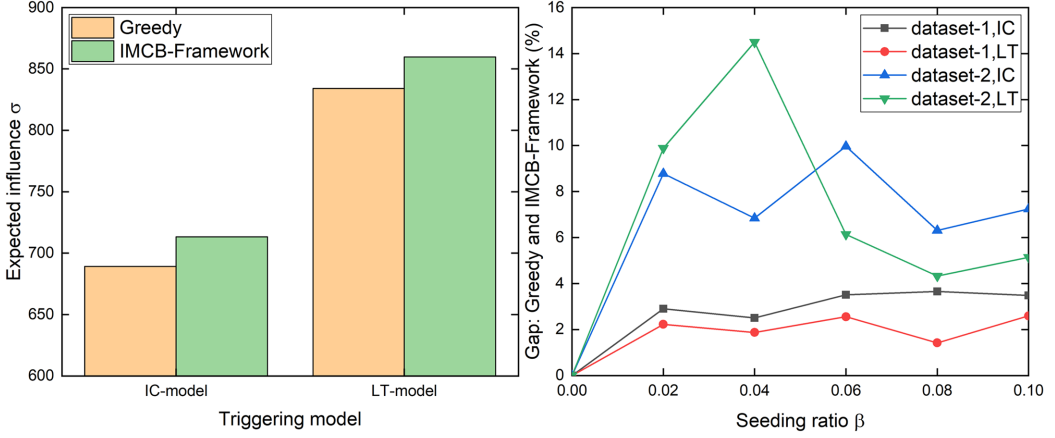 900
850
800
750
700
650
600
Expected influence σ
Greedy
IMCB-Framework
IC-model
LT-model
Triggering model
16
14
12
10
8
6
4
2
0
Gap: Greedy and IMCB-Framework (%)
dataset-1,IC
dataset-1,LT
dataset-2,IC
dataset-2,LT
0.00
0.02
0.04
0.06
0.08
0.10
Seeding ratio β